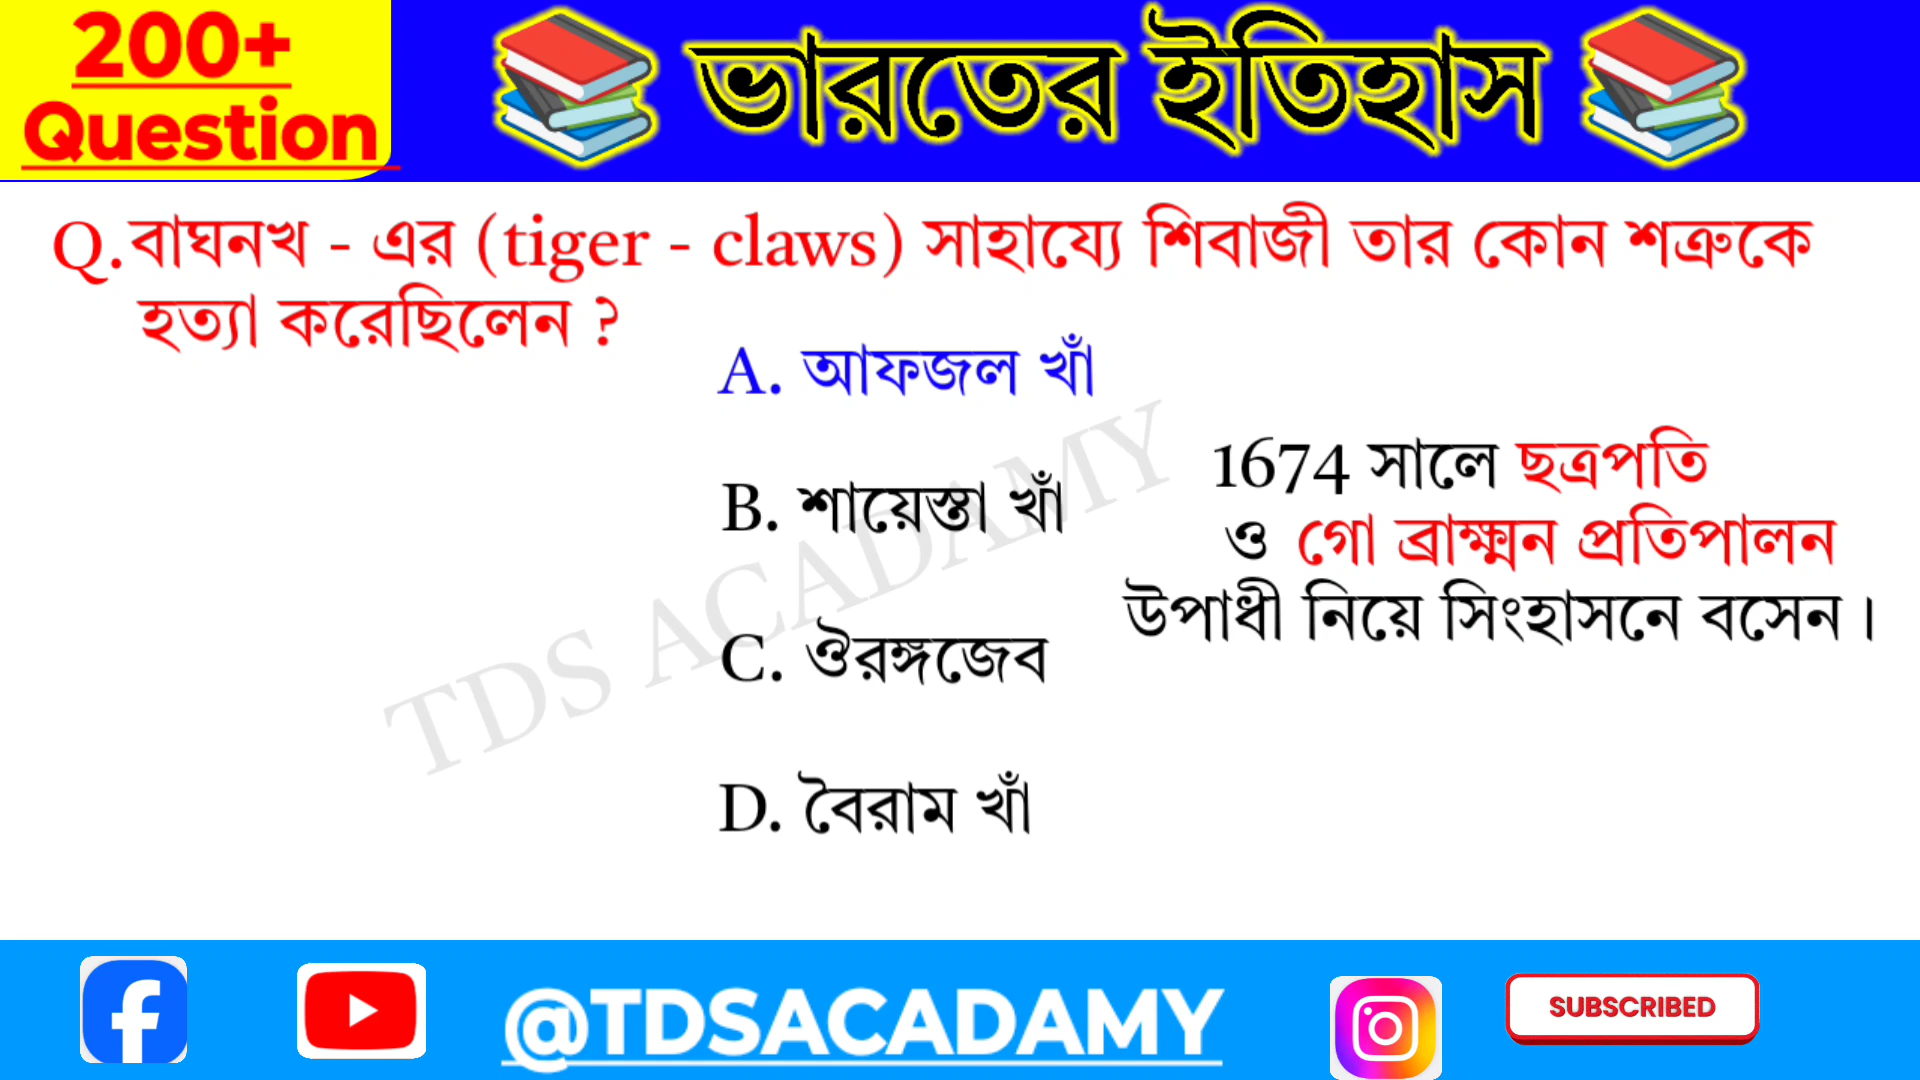 200+
Question
ভারতের ইতিহাস
Q.বাঘনখ - এর (tiger - claws) সাহায্যে শিবাজী তার কোন শত্রুকে
হত্যা করেছিলেন ?
A. আফজল খাঁ
B. শায়েস্তা খাঁ
C. ঔরঙ্গজেব
D. বৈরাম খাঁ
1674 সালে ছত্রপতি
ও গো ব্রাক্ষ্মন প্রতিপালন
উপাধী নিয়ে সিংহাসনে বসেন।
TDS ACADAMY
@TDSACADAMY
SUBSCRIBED